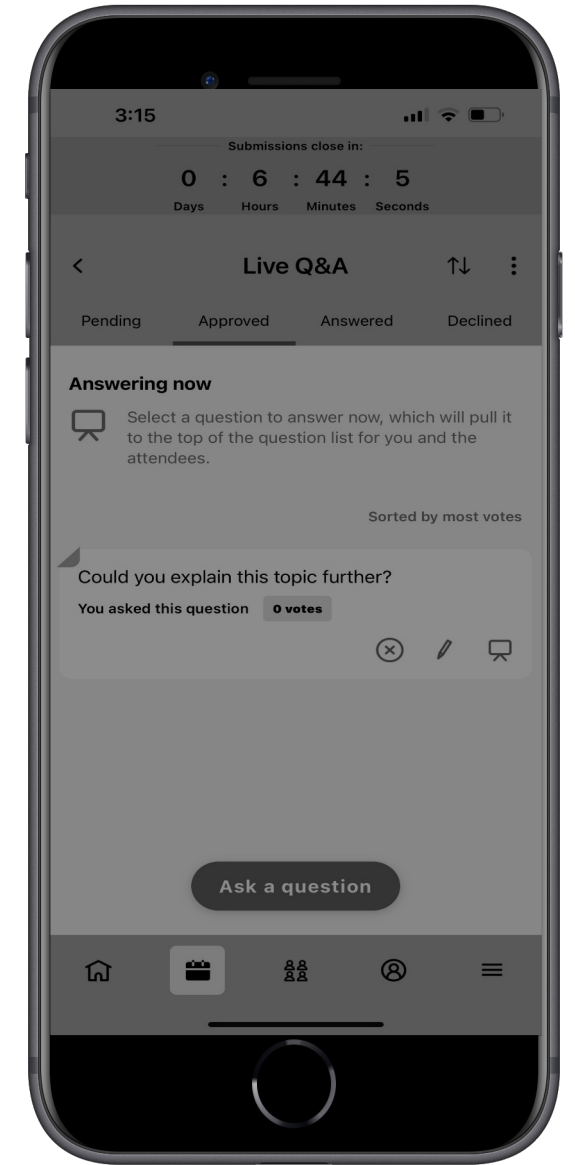 3:15
Submissions close in:
0 : 6 : 44 : 5
Days Hours Minutes Seconds
Live Q&A
Pending Approved Answered Declined
Answering now
Select a question to answer now, which will pull it
to the top of the question list for you and the
attendees.
Sorted by most votes
Could you explain this topic further?
You asked this question 0 votes
Ask a question